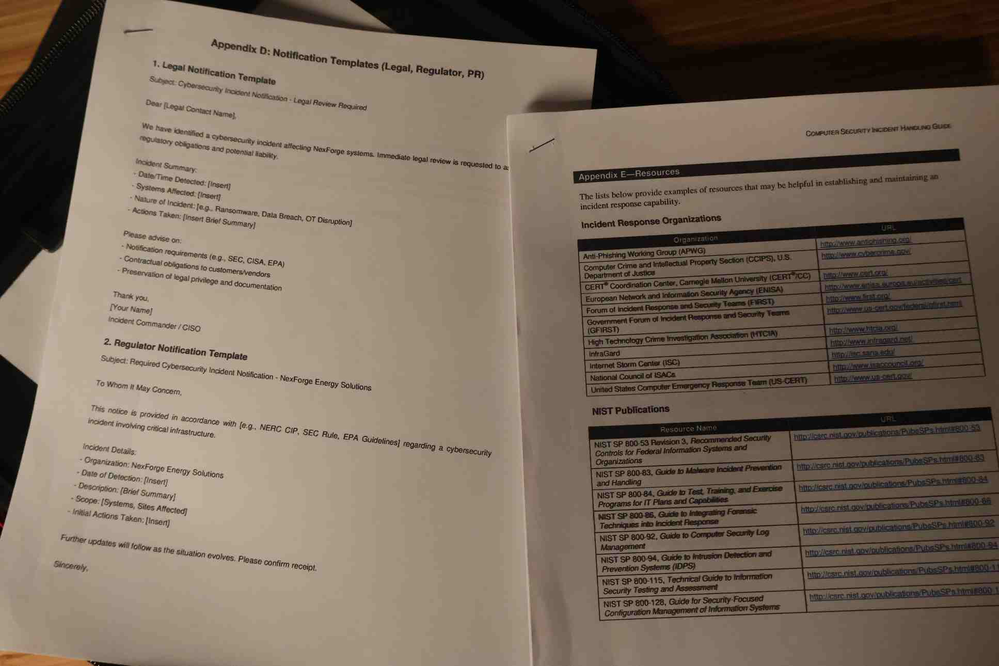 Appendix D: Notification Templates (Legal, Regulator, PR)
1. Legal Notification Template
Subject: Cybersecurity Incident Notification - Legal Review Required
Dear [Legal Contact Name],
We have identified a cybersecurity incident affecting NexForge systems. Immediate legal review is requested to as
regulatory obligations and potential liability.
Incident Summary:
- Date/Time Detected: [Insert]
- Systems Affected: [Insert]
- Nature of Incident: [e.g., Ransomware, Data Breach, OT Disruption]
- Actions Taken: [Insert Brief Summary]
Please advise on:
- Notification requirements (e.g., SEC, CISA, EPA)
- Contractual obligations to customers/vendors
- Preservation of legal privilege and documentation
Thank you,
[Your Name]
Incident Commander / CISO
2. Regulator Notification Template
Subject: Required Cybersecurity Incident Notification - NexForge Energy Solutions
To Whom It May Concern,
This notice is provided in accordance with [e.g., NERC CIP, SEC Rule, EPA Guidelines] regarding a cybersecurity
incident involving critical infrastructure.
Incident Details:
- Organization: NexForge Energy Solutions
- Date of Detection: [Insert]
- Description: [Brief Summary]
- Scope: [Systems, Sites Affected]
- Initial Actions Taken: [Insert]
Further updates will follow as the situation evolves. Please confirm receipt.
Sincerely,
COMPUTER SECURITY INCIDENT HANDLING GUIDE
Appendix E—Resources
The lists below provide examples of resources that may be helpful in establishing and maintaining an
incident response capability.
Incident Response Organizations
Organization URL
Anti-Phishing Working Group (APWG) http://www.antiphishing.org/
Computer Crime and Intellectual Property Section (CCIPS), U.S. http://www.cybercrime.gov/
Department of Justice
CERT® Coordination Center, Carnegie Mellon University (CERT®/CC) http://www.cert.org/
European Network and Information Security Agency (ENISA) http://www.enisa.europa.eu/activities/cert
Forum of Incident Response and Security Teams (FIRST) http://www.first.org/
Government Forum of Incident Response and Security Teams http://www.us-cert.gov/federal/gfirst.html
(GFIRST)
High Technology Crime Investigation Association (HTCIA) http://www.htcia.org/
InfraGard http://www.infragard.net/
Internet Storm Center (ISC) http://isc.sans.edu/
National Council of ISACs http://www.isaccouncil.org/
United States Computer Emergency Response Team (US-CERT) http://www.us-cert.gov/
NIST Publications
Resource Name URL
NIST SP 800-53 Revision 3, Recommended Security http://csrc.nist.gov/publications/PubsSPs.html#800-53
Controls for Federal Information Systems and
Organizations
NIST SP 800-83, Guide to Malware Incident Prevention http://csrc.nist.gov/publications/PubsSPs.html#800-83
and Handling
NIST SP 800-84, Guide to Test, Training, and Exercise http://csrc.nist.gov/publications/PubsSPs.html#800-84
Programs for IT Plans and Capabilities
NIST SP 800-86, Guide to Integrating Forensic http://csrc.nist.gov/publications/PubsSPs.html#800-86
Techniques into Incident Response
NIST SP 800-92, Guide to Computer Security Log http://csrc.nist.gov/publications/PubsSPs.html#800-92
Management
NIST SP 800-94, Guide to Intrusion Detection and http://csrc.nist.gov/publications/PubsSPs.html#800-94
Prevention Systems (IDPS)
NIST SP 800-115, Technical Guide to Information http://csrc.nist.gov/publications/PubsSPs.html#800-11
Security Testing and Assessment
NIST SP 800-128, Guide for Security-Focused http://csrc.nist.gov/publications/PubsSPs.html#800-1
Configuration Management of Information Systems